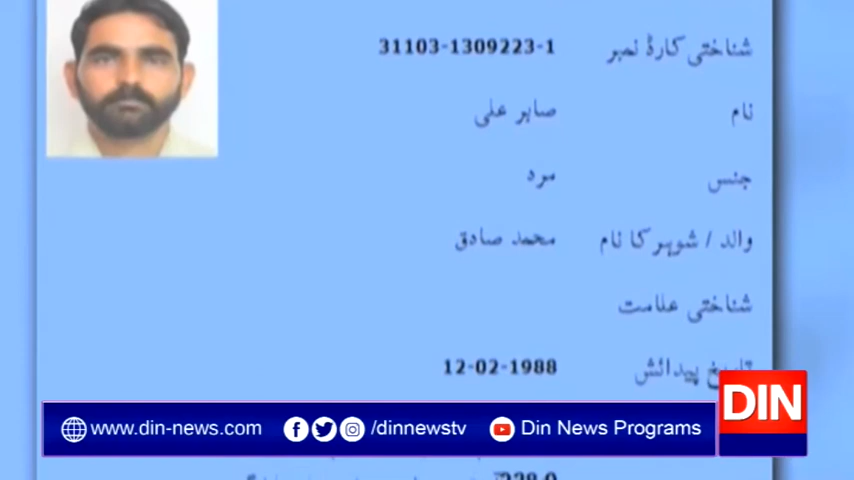 شناختی کارڈ نمبر 31103-1309223-1
نام صابر علی
جنس مرد
والد / شوہر کا نام محمد صادق
شناختی علامت
تاریخ پیدائش 12-02-1988
www.din-news.com /dinnewstv Din News Programs
DIN